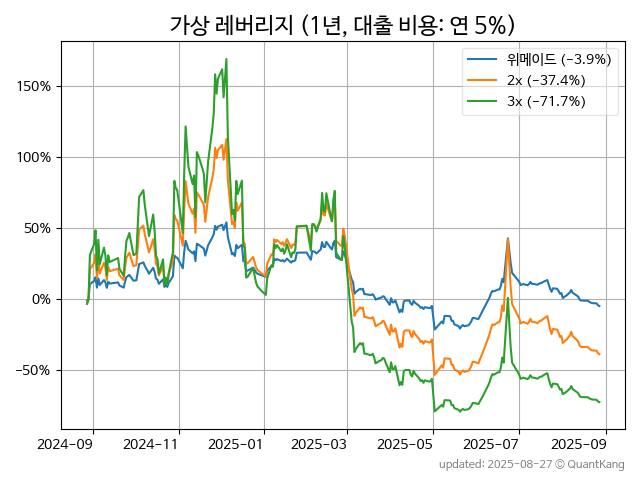 가상 레버리지 (1년, 대출 비용: 연 5%)
위메이드 (-3.9%)
2x (-37.4%)
3x (-71.7%)
150%
100%
50%
0%
-50%
2024-09
2024-11
2025-01
2025-03
2025-05
2025-07
2025-09
updated: 2025-08-27 © QuantKang